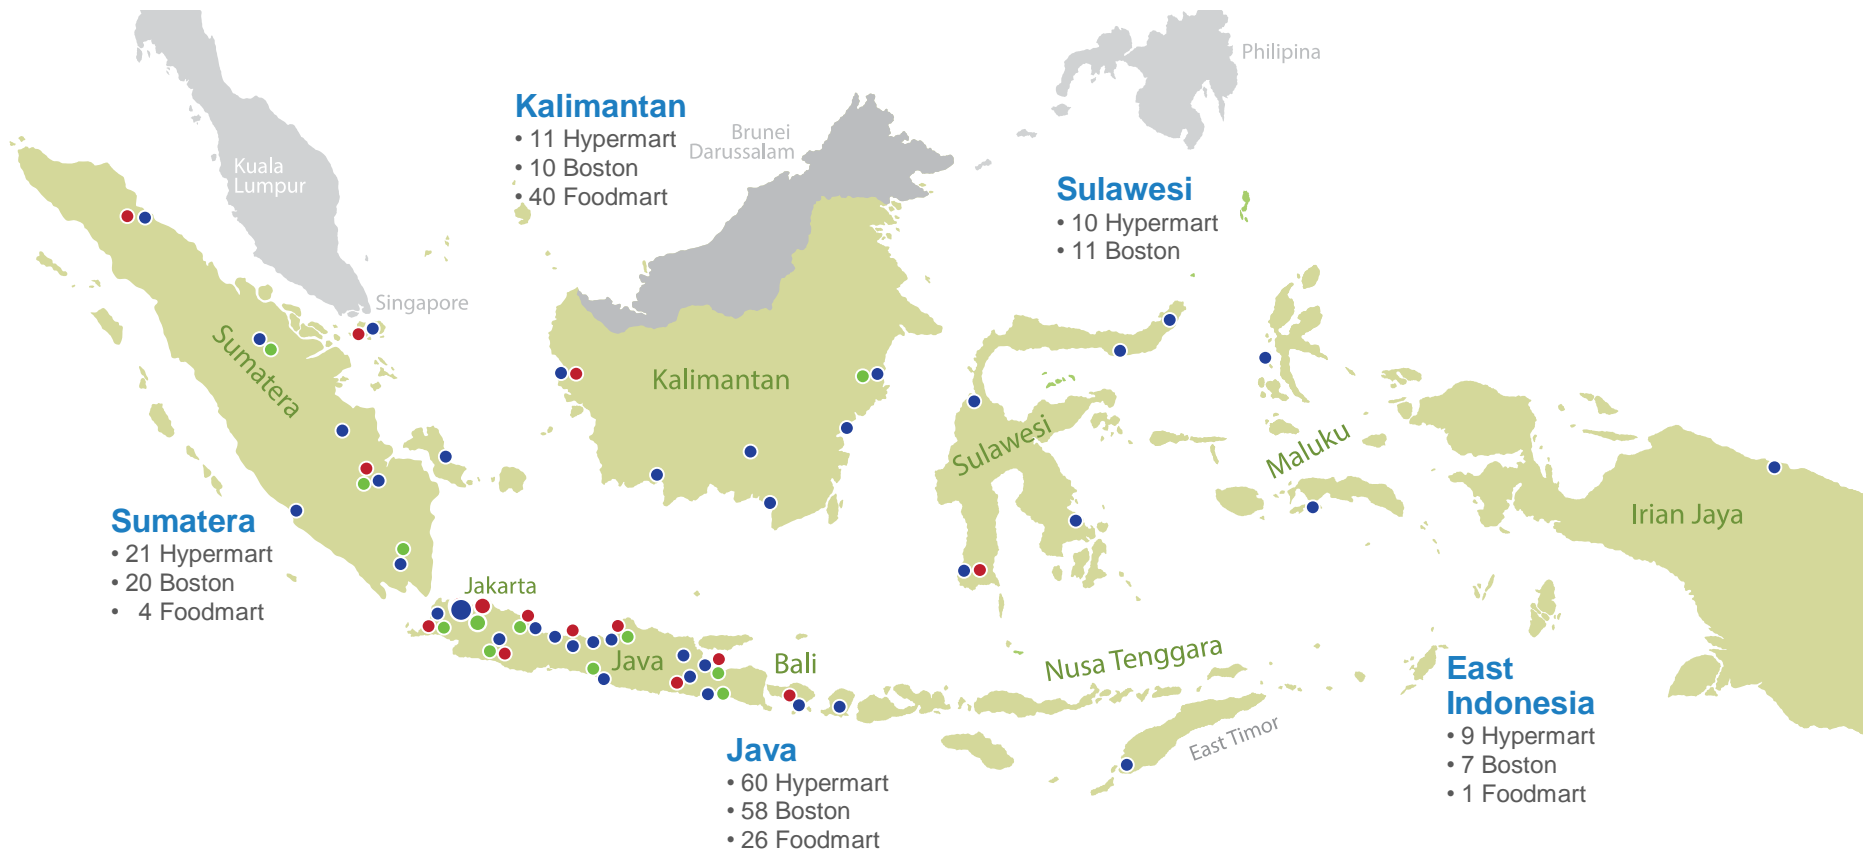 Philipina
Kalimantan
• 11 Hypermart
• 10 Boston
• 40 Foodmart
Brunei
Darussalam
Kuala
Lumpur
Sulawesi
• 10 Hypermart
• 11 Boston
Singapore
Sumatera
Kalimantan
Sulawesi
Maluku
Irian Jaya
Sumatera
• 21 Hypermart
• 20 Boston
• 4 Foodmart
Jakarta
Java
Bali
Nusa Tenggara
East Timor
East
Indonesia
• 9 Hypermart
• 7 Boston
• 1 Foodmart
Java
• 60 Hypermart
• 58 Boston
• 26 Foodmart